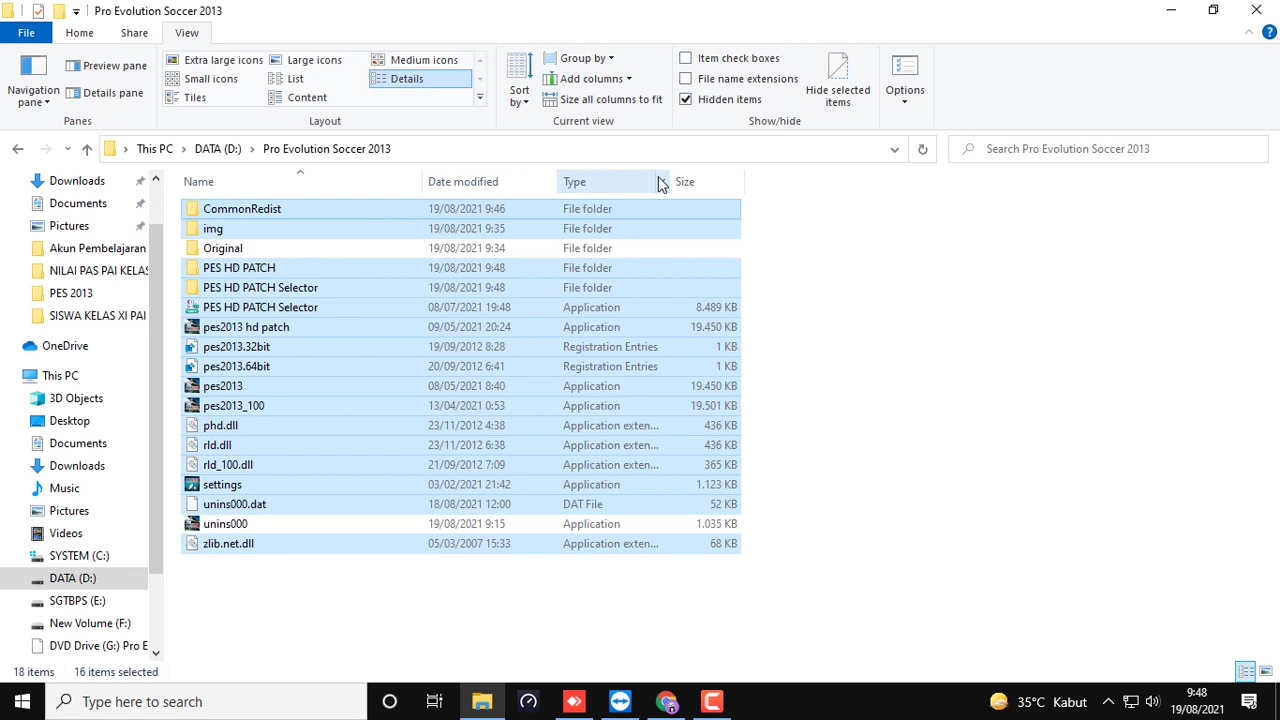 Pro Evolution Soccer 2013
File Home Share View
Navigation pane
Preview pane
Details pane
Panes
Extra large icons Large icons Medium icons
Small icons List Details
Tiles Content
Layout
Sort by
Group by
Add columns
Size all columns to fit
Current view
Item check boxes
File name extensions
Hidden items
Hide selected items
Show/hide
Options
This PC DATA (D:) Pro Evolution Soccer 2013
Search Pro Evolution Soccer 2013
Downloads
Documents
Pictures
Akun Pembelajaran
NILAI PAS PAI KELAS
PES 2013
SISWA KELAS XI PAI
OneDrive
This PC
3D Objects
Desktop
Documents
Downloads
Music
Pictures
Videos
SYSTEM (C:)
DATA (D:)
SGTBPS (E:)
New Volume (F:)
DVD Drive (G:) Pro E
Name Date modified Type Size
CommonRedist 19/08/2021 9:46 File folder
img 19/08/2021 9:35 File folder
Original 19/08/2021 9:34 File folder
PES HD PATCH 19/08/2021 9:48 File folder
PES HD PATCH Selector 19/08/2021 9:48 File folder
PES HD PATCH Selector 08/07/2021 19:48 Application 8.489 KB
pes2013 hd patch 09/05/2021 20:24 Application 19.450 KB
pes2013.32bit 19/09/2012 8:28 Registration Entries 1 KB
pes2013.64bit 20/09/2012 6:41 Registration Entries 1 KB
pes2013 08/05/2021 8:40 Application 19.450 KB
pes2013_100 13/04/2021 0:53 Application 19.501 KB
phd.dll 23/11/2012 4:38 Application exten... 436 KB
rld.dll 23/11/2012 6:38 Application exten... 436 KB
rld_100.dll 21/09/2012 7:09 Application exten... 365 KB
settings 03/02/2021 21:42 Application 1.123 KB
unins000.dat 18/08/2021 12:00 DAT File 52 KB
unins000 19/08/2021 9:15 Application 1.035 KB
zlib.net.dll 05/03/2007 15:33 Application exten... 68 KB
18 items 16 items selected
Type here to search
35°C Kabut
9:48
19/08/2021